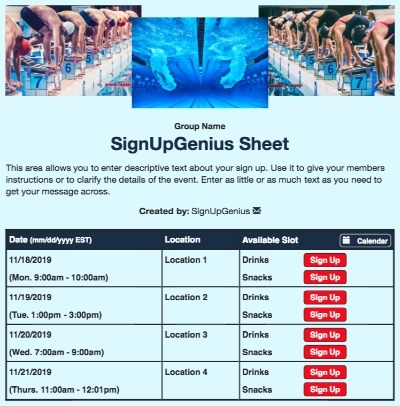 7 6 5
5 6 7
Group Name
SignUpGenius Sheet
This area allows you to enter descriptive text about your sign up. Use it to give your members
instructions or to clarify the details of the event. Enter as little or as much text as you need to
get your message across.
Created by: SignUpGenius
Date (mm/dd/yyyy EST) Location Available Slot Calendar
11/18/2019 Location 1 Drinks Sign Up
(Mon. 9:00am - 10:00am) Snacks Sign Up
11/19/2019 Location 2 Drinks Sign Up
(Tue. 1:00pm - 3:00pm) Snacks Sign Up
11/20/2019 Location 3 Drinks Sign Up
(Wed. 7:00am - 9:00am) Snacks Sign Up
11/21/2019 Location 4 Drinks Sign Up
(Thurs. 11:00am - 12:01pm) Snacks Sign Up